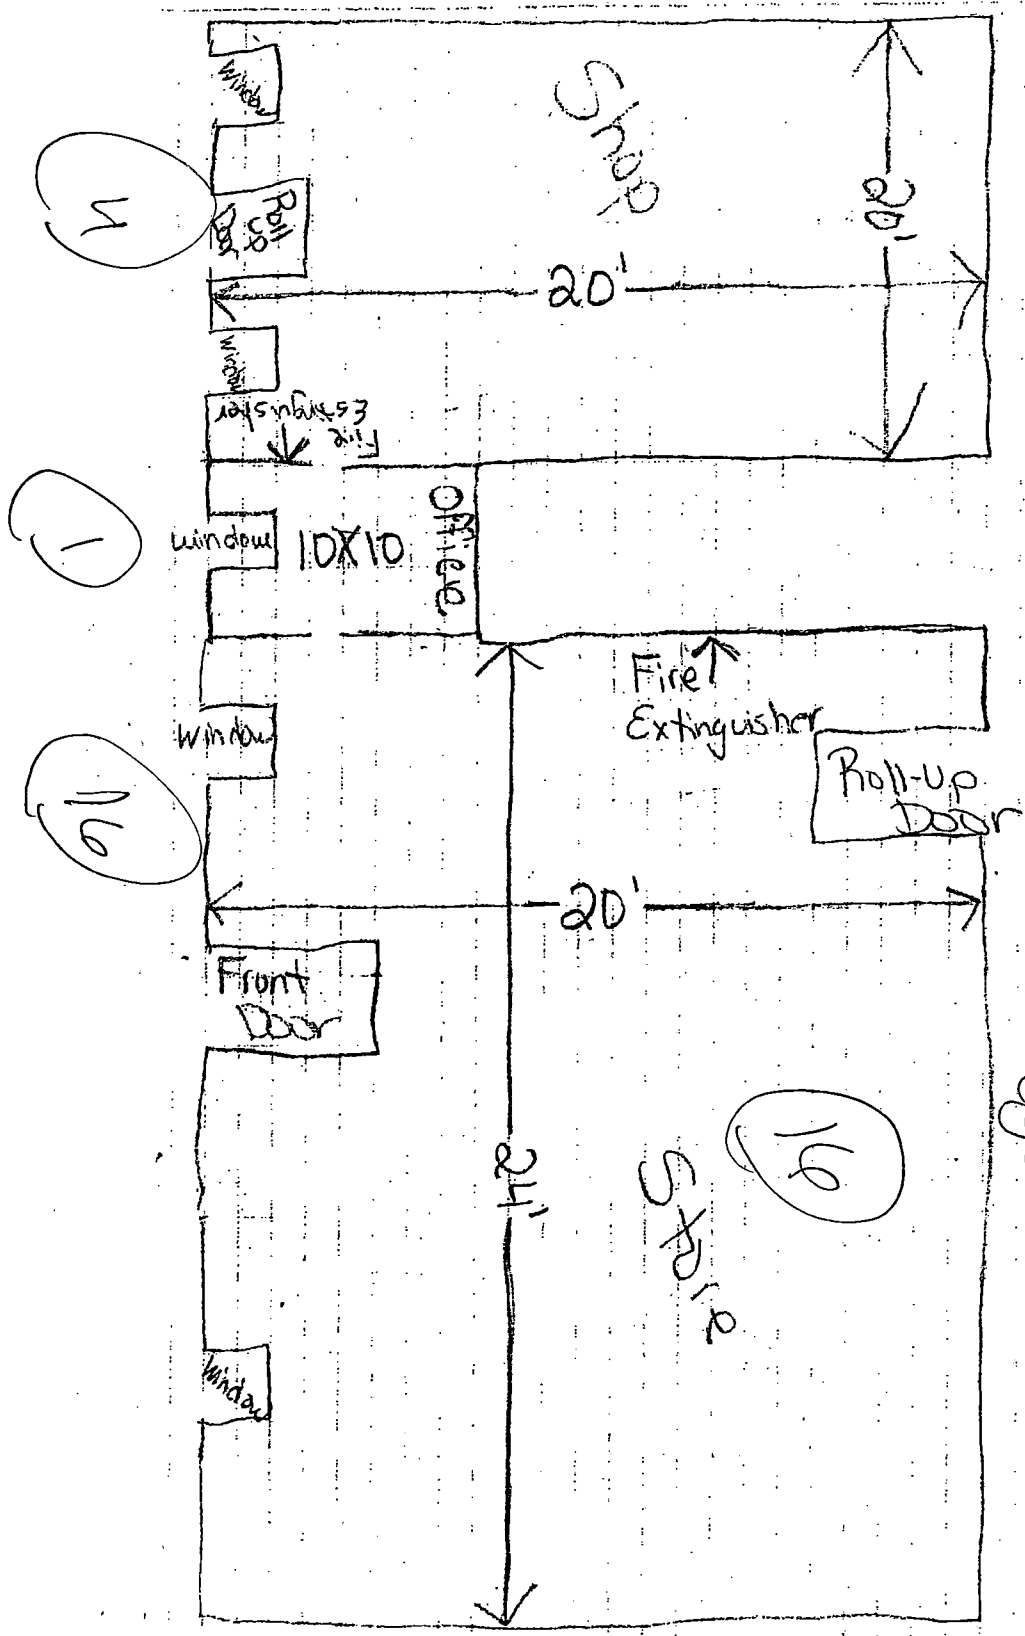 Window
Shop
4
Roll
up
Door
20'
20'
Window
Fire
Exstinguisher
1
window
10X10
Office
Fire
Extinguisher
window
Roll-up
Door
16
20'
Front
Door
16
24'
Store
Window